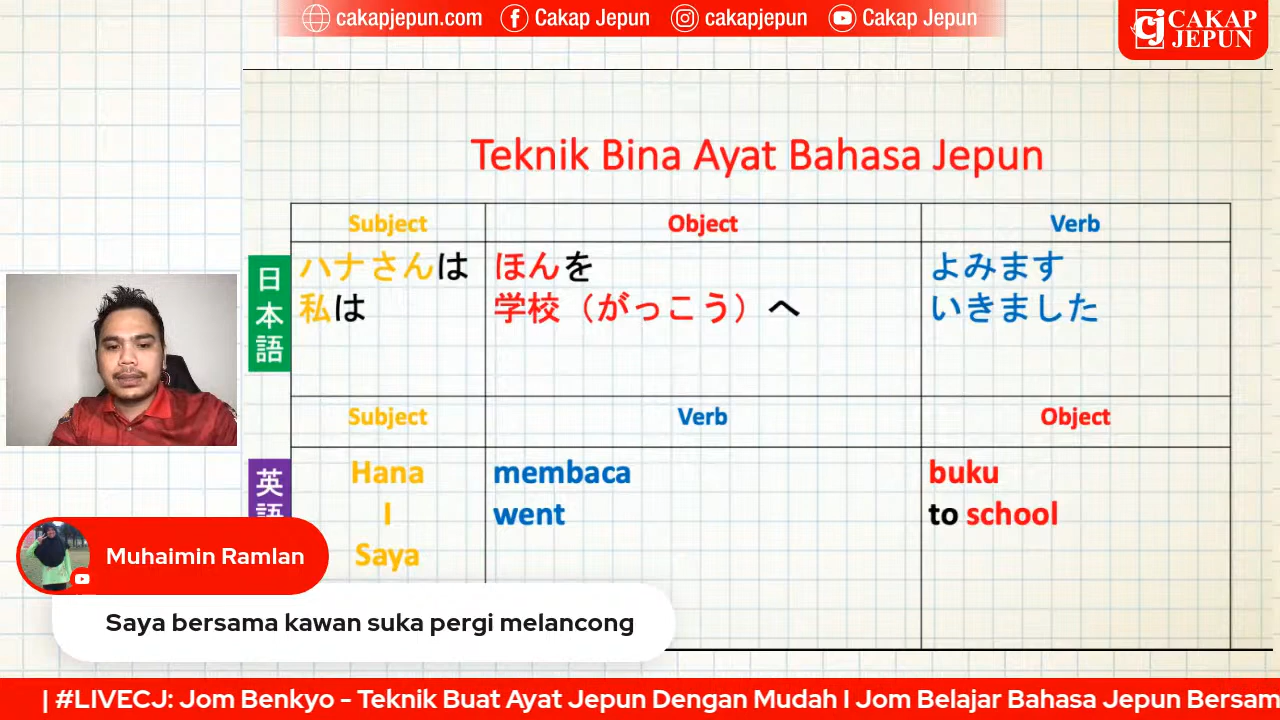 cakapjepun.com Cakap Jepun cakapjepun Cakap Jepun
CAKAP
JEPUN
Teknik Bina Ayat Bahasa Jepun
Subject Object Verb
日本語
ハナさんは ほんを よみます
私は 学校（がっこう）へ いきました
Subject Verb Object
英語
Hana membaca buku
I went to school
Saya
Muhaimin Ramlan
Saya bersama kawan suka pergi melancong
| #LIVECJ: Jom Benkyo - Teknik Buat Ayat Jepun Dengan Mudah I Jom Belajar Bahasa Jepun Bersam